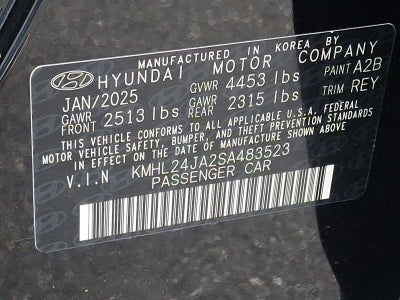 MANUFACTURED IN KOREA BY
HYUNDAI MOTOR COMPANY
JAN/2025 GVWR 4453 lbs PAINT A2B
GAWR FRONT 2513 lbs GAWR REAR 2315 lbs TRIM REY
THIS VEHICLE CONFORMS TO ALL APPLICABLE U.S.A. FEDERAL
MOTOR VEHICLE SAFETY, BUMPER, AND THEFT PREVENTION STANDARDS
IN EFFECT ON THE DATE OF MANUFACTURE SHOWN ABOVE
V.I.N KMHL24JA2SA483523
PASSENGER CAR